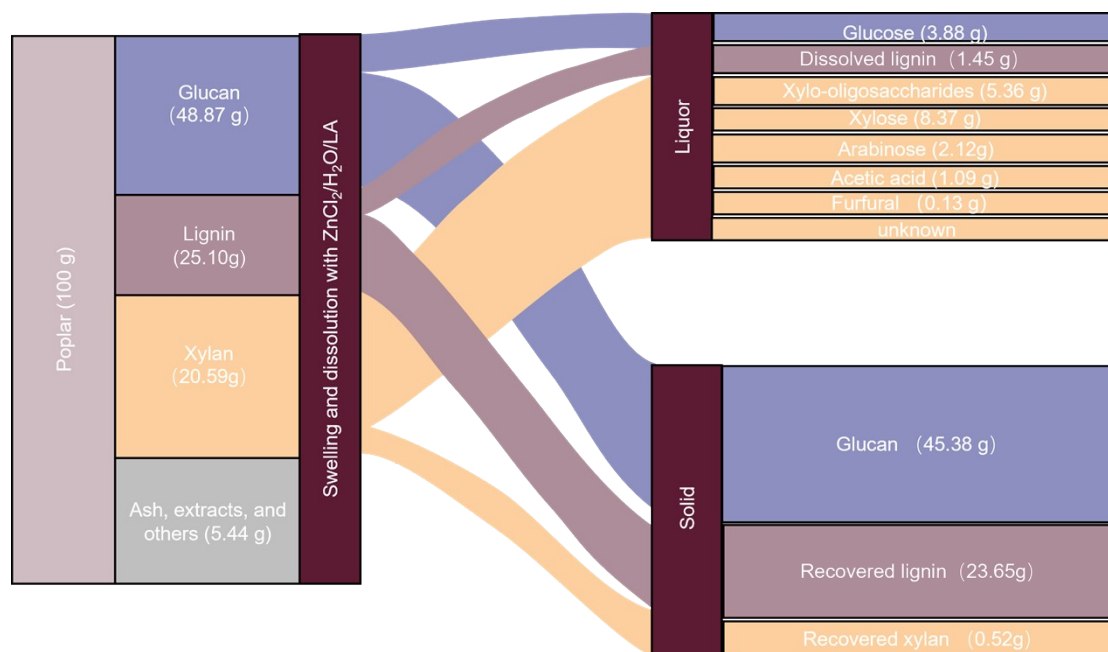 Poplar (100 g)
Glucan
(48.87 g)
Lignin
(25.10g)
Xylan
(20.59g)
Ash, extracts, and
others (5.44 g)
Swelling and dissolution with ZnCl₂/H₂O/LA
Liquor
Glucose (3.88 g)
Dissolved lignin (1.45 g)
Xylo-oligosaccharides (5.36 g)
Xylose (8.37 g)
Arabinose (2.12g)
Acetic acid (1.09 g)
Furfural (0.13 g)
unknown
Solid
Glucan (45.38 g)
Recovered lignin (23.65g)
Recovered xylan (0.52g)